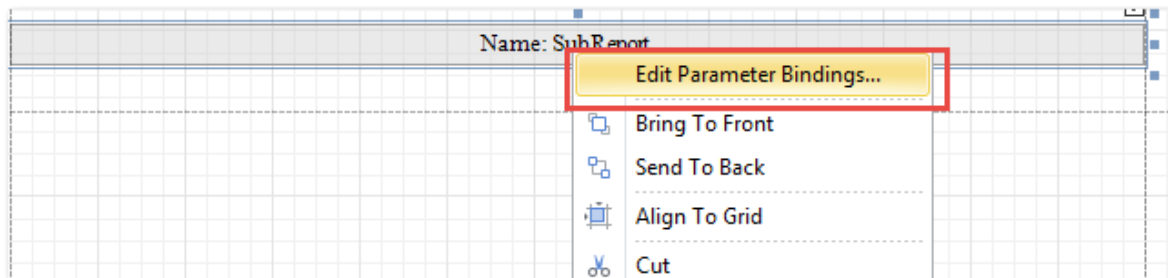 Name: SubReport
Edit Parameter Bindings...
Bring To Front
Send To Back
Align To Grid
Cut